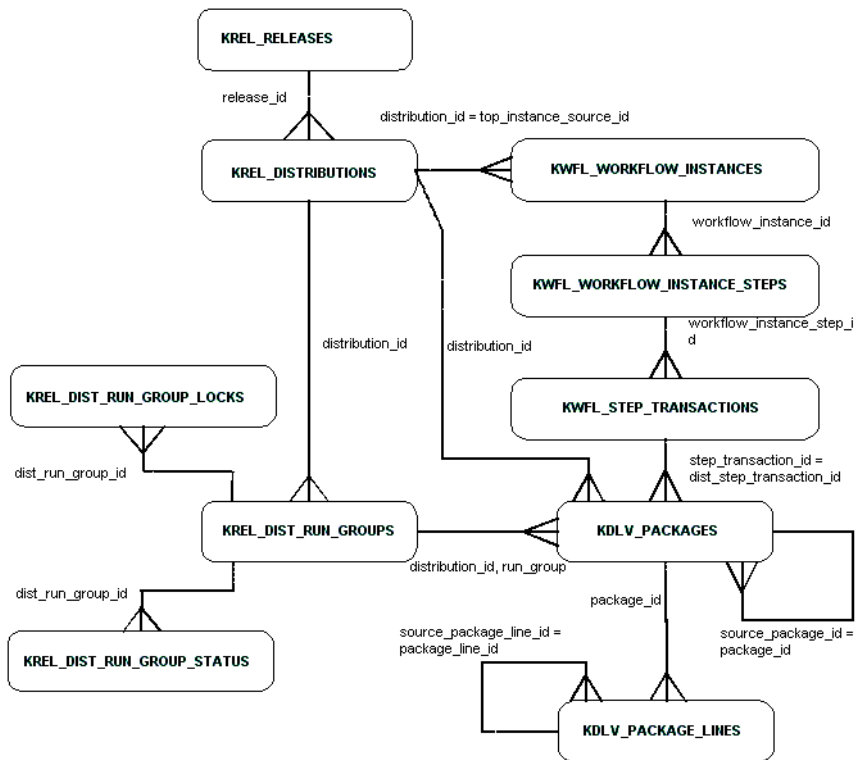 KREL_RELEASES
release_id
distribution_id = top_instance_source_id
KREL_DISTRIBUTIONS
KWFL_WORKFLOW_INSTANCES
workflow_instance_id
KWFL_WORKFLOW_INSTANCE_STEPS
workflow_instance_step_i
d
distribution_id
distribution_id
KREL_DIST_RUN_GROUP_LOCKS
KWFL_STEP_TRANSACTIONS
dist_run_group_id
step_transaction_id =
dist_step_transaction_id
KREL_DIST_RUN_GROUPS
KDLV_PACKAGES
distribution_id, run_group
dist_run_group_id
package_id
source_package_line_id =
package_line_id
source_package_id =
package_id
KREL_DIST_RUN_GROUP_STATUS
KDLV_PACKAGE_LINES